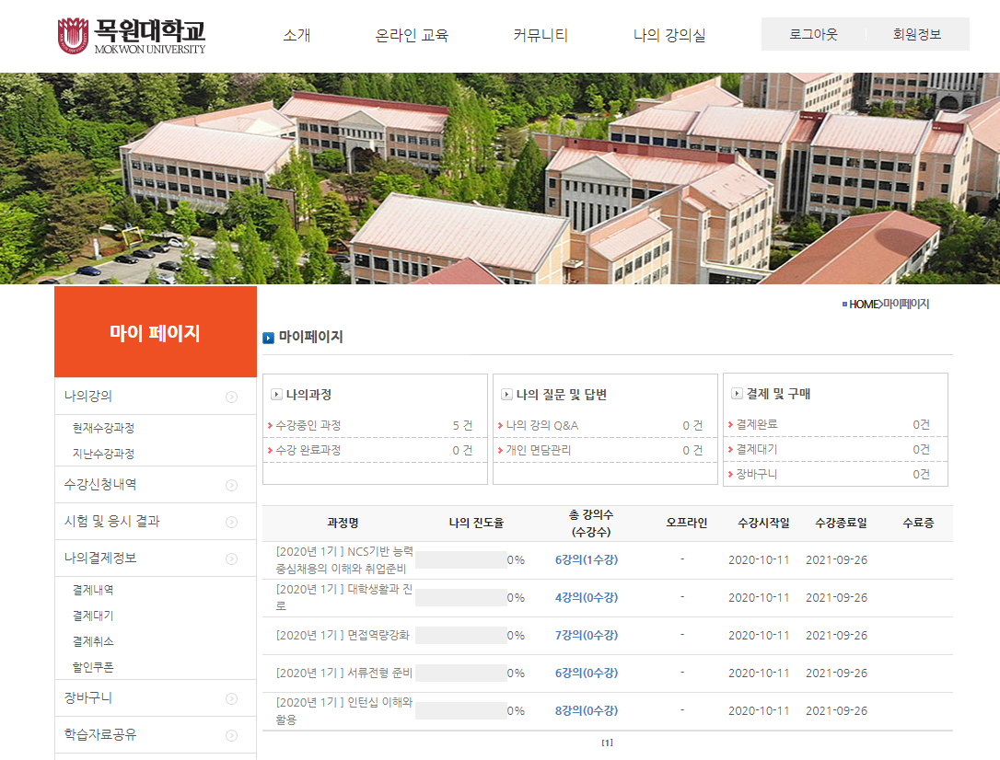 목원대학교
MOKWON UNIVERSITY
소개
온라인 교육
커뮤니티
나의 강의실
로그아웃
회원정보
HOME>마이페이지
마이 페이지
나의강의
현재수강과정
지난수강과정
수강신청내역
시험 및 응시 결과
나의결제정보
결제내역
결제대기
결제취소
할인쿠폰
장바구니
학습자료공유
마이페이지
나의과정
수강중인 과정 5 건
수강 완료과정 0 건
나의 질문 및 답변
나의 강의 Q&A 0 건
개인 면담관리 0 건
결제 및 구매
결제완료 0건
결제대기 0건
장바구니 0건
과정명 나의 진도율 총 강의수 오프라인 수강시작일 수강종료일 수료증
(수강수)
[2020년 1기 ] NCS기반 능력
중심채용의 이해와 취업준비 0% 6강의(1수강) - 2020-10-11 2021-09-26
[2020년 1기 ] 대학생활과 진
로 0% 4강의(0수강) - 2020-10-11 2021-09-26
[2020년 1기 ] 면접역량강화 0% 7강의(0수강) - 2020-10-11 2021-09-26
[2020년 1기 ] 서류전형 준비 0% 6강의(0수강) - 2020-10-11 2021-09-26
[2020년 1기 ] 인턴십 이해와
활용 0% 8강의(0수강) - 2020-10-11 2021-09-26
[1]